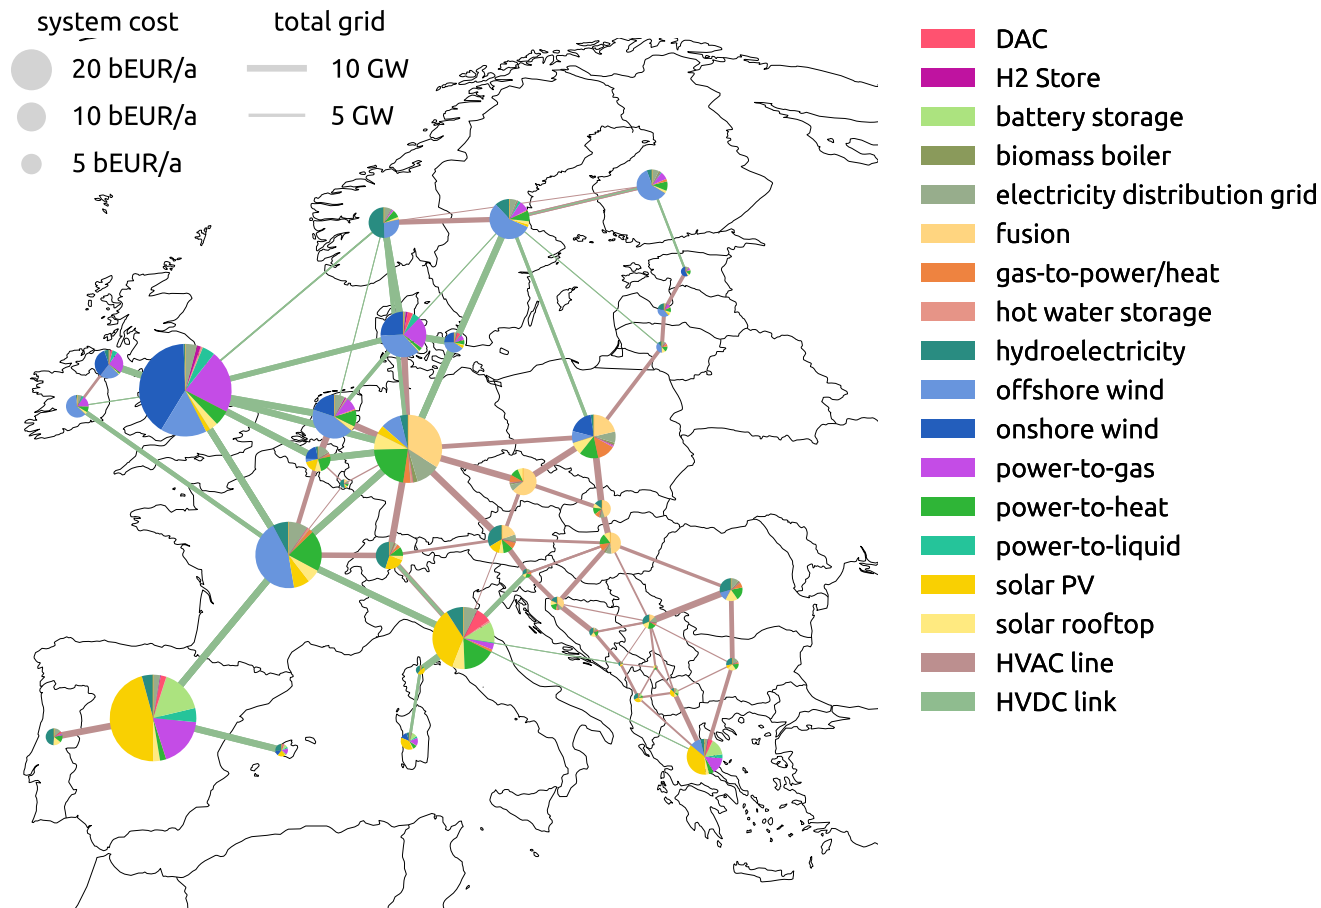 system cost
total grid
20 bEUR/a
10 GW
10 bEUR/a
5 GW
5 bEUR/a
DAC
H2 Store
battery storage
biomass boiler
electricity distribution grid
fusion
gas-to-power/heat
hot water storage
hydroelectricity
offshore wind
onshore wind
power-to-gas
power-to-heat
power-to-liquid
solar PV
solar rooftop
HVAC line
HVDC link